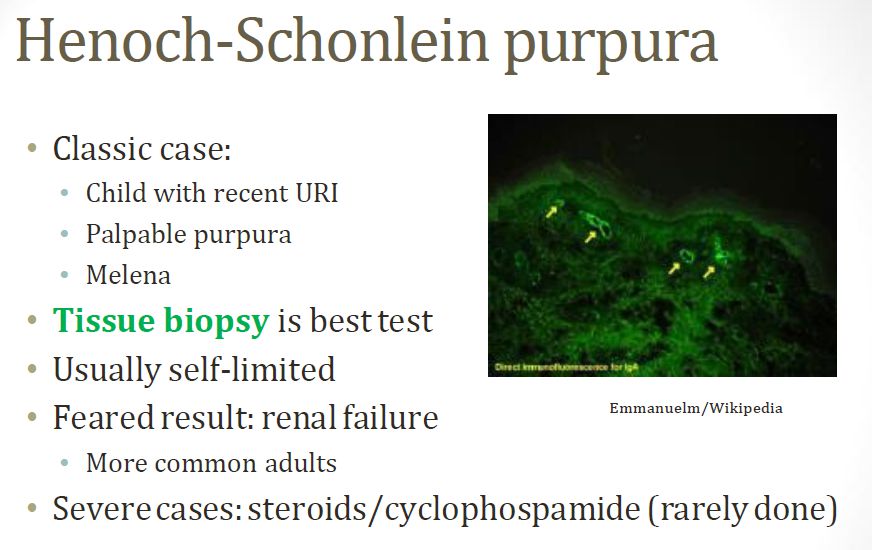 Henoch-Schonlein purpura
• Classic case:
• Child with recent URI
• Palpable purpura
• Melena
• Tissue biopsy is best test
• Usually self-limited
• Feared result: renal failure
• More common adults
• Severe cases: steroids/cyclophospamide (rarely done)
Direct Immunofluorescence for IgA
Emmanuelm/Wikipedia